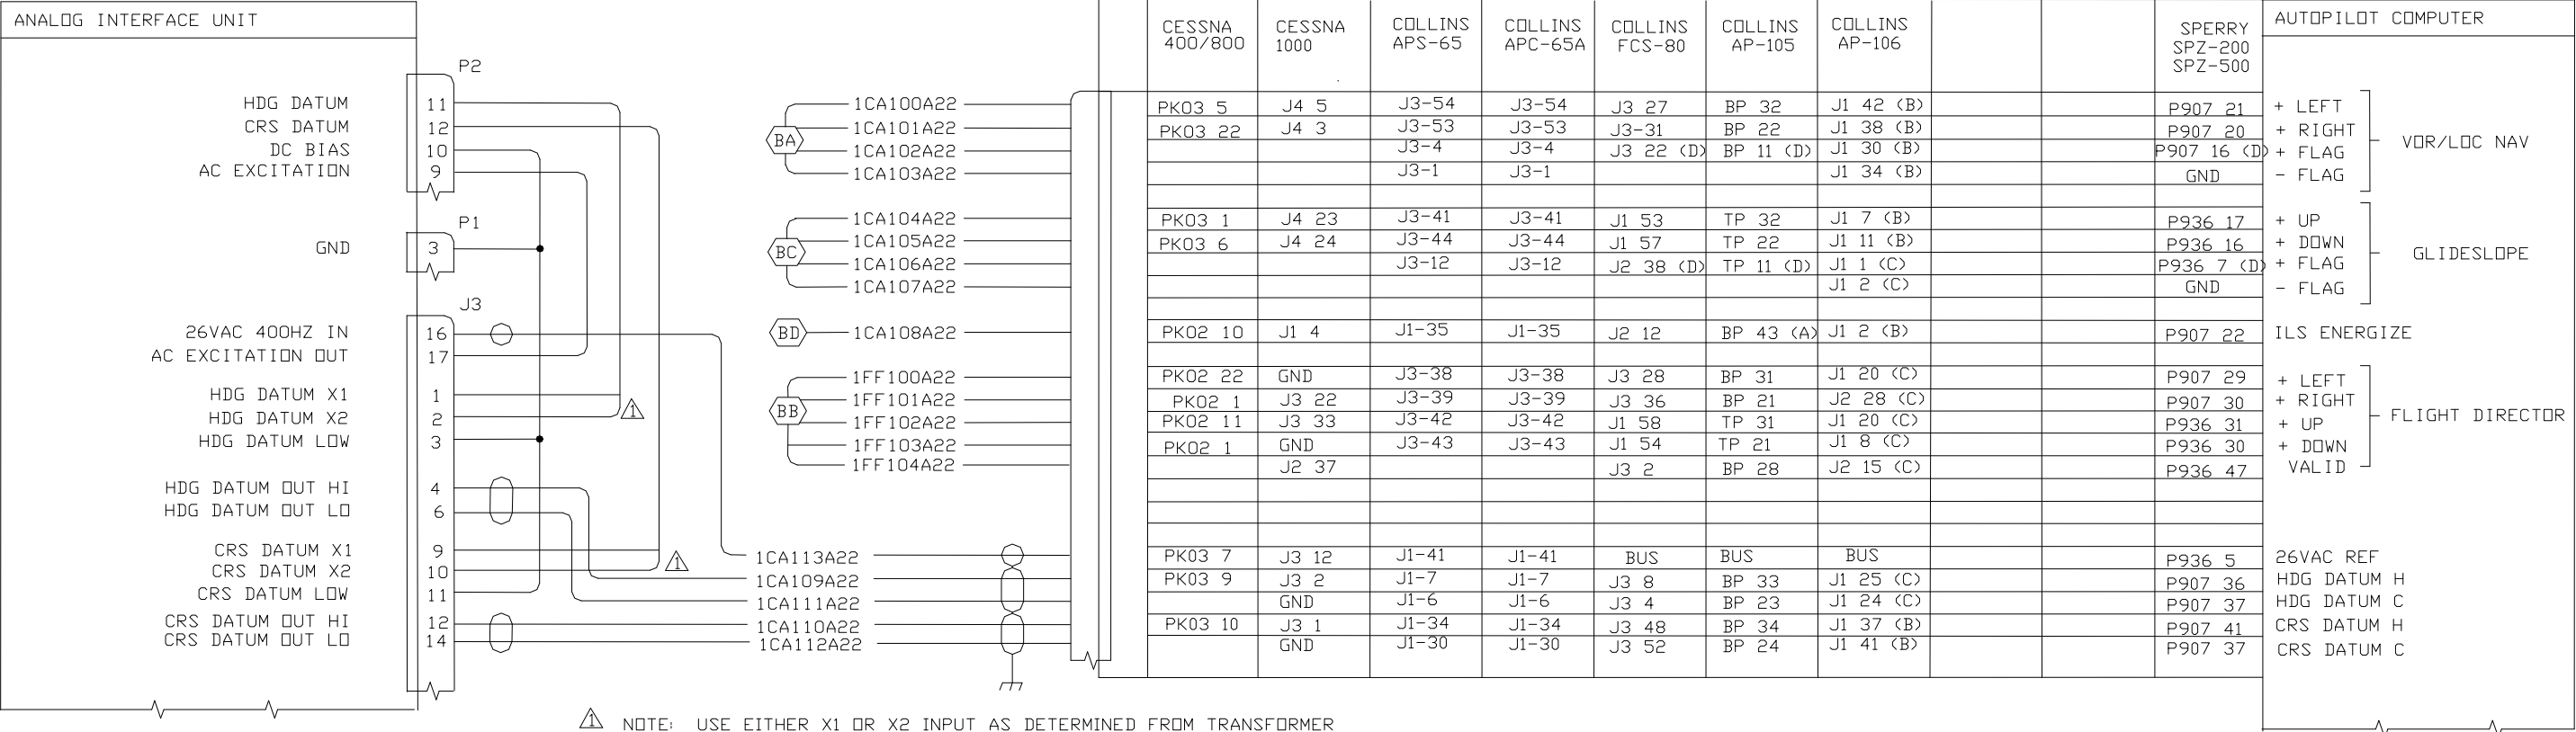 ANALOG INTERFACE UNIT
P2
HDG DATUM 11
CRS DATUM 12
DC BIAS 10
AC EXCITATION 9
P1
GND 3
J3
26VAC 400HZ IN 16
AC EXCITATION OUT 17
HDG DATUM X1 1
HDG DATUM X2 2
HDG DATUM LOW 3
HDG DATUM OUT HI 4
HDG DATUM OUT LO 6
CRS DATUM X1 9
CRS DATUM X2 10
CRS DATUM LOW 11
CRS DATUM OUT HI 12
CRS DATUM OUT LO 14
1
1
BA
1CA100A22
1CA101A22
1CA102A22
1CA103A22
BC
1CA104A22
1CA105A22
1CA106A22
1CA107A22
BD 1CA108A22
BB
1FF100A22
1FF101A22
1FF102A22
1FF103A22
1FF104A22
1CA113A22
1CA109A22
1CA111A22
1CA110A22
1CA112A22
CESSNA 400/800 CESSNA 1000 COLLINS APS-65 COLLINS APC-65A COLLINS FCS-80 COLLINS AP-105 COLLINS AP-106 SPERRY SPZ-200 SPZ-500 AUTOPILOT COMPUTER
PK03 5 J4 5 J3-54 J3-54 J3 27 BP 32 J1 42 (B) P907 21 + LEFT
PK03 22 J4 3 J3-53 J3-53 J3-31 BP 22 J1 38 (B) P907 20 + RIGHT
J3-4 J3-4 J3 22 (D) BP 11 (D) J1 30 (B) P907 16 (D) + FLAG
J3-1 J3-1 J1 34 (B) GND - FLAG
VOR/LOC NAV
PK03 1 J4 23 J3-41 J3-41 J1 53 TP 32 J1 7 (B) P936 17 + UP
PK03 6 J4 24 J3-44 J3-44 J1 57 TP 22 J1 11 (B) P936 16 + DOWN
J3-12 J3-12 J2 38 (D) TP 11 (D) J1 1 (C) P936 7 (D) + FLAG
J1 2 (C) GND - FLAG
GLIDESLOPE
PK02 10 J1 4 J1-35 J1-35 J2 12 BP 43 (A) J1 2 (B) P907 22 ILS ENERGIZE
PK02 22 GND J3-38 J3-38 J3 28 BP 31 J1 20 (C) P907 29 + LEFT
PK02 1 J3 22 J3-39 J3-39 J3 36 BP 21 J2 28 (C) P907 30 + RIGHT
PK02 11 J3 33 J3-42 J3-42 J1 58 TP 31 J1 20 (C) P936 31 + UP
PK02 1 GND J3-43 J3-43 J1 54 TP 21 J1 8 (C) P936 30 + DOWN
J2 37 J3 2 BP 28 J2 15 (C) P936 47 VALID
FLIGHT DIRECTOR
PK03 7 J3 12 J1-41 J1-41 BUS BUS BUS P936 5 26VAC REF
PK03 9 J3 2 J1-7 J1-7 J3 8 BP 33 J1 25 (C) P907 36 HDG DATUM H
GND J1-6 J1-6 J3 4 BP 23 J1 24 (C) P907 37 HDG DATUM C
PK03 10 J3 1 J1-34 J1-34 J3 48 BP 34 J1 37 (B) P907 41 CRS DATUM H
GND J1-30 J1-30 J3 52 BP 24 J1 41 (B) P907 37 CRS DATUM C
1 NOTE: USE EITHER X1 OR X2 INPUT AS DETERMINED FROM TRANSFORMER